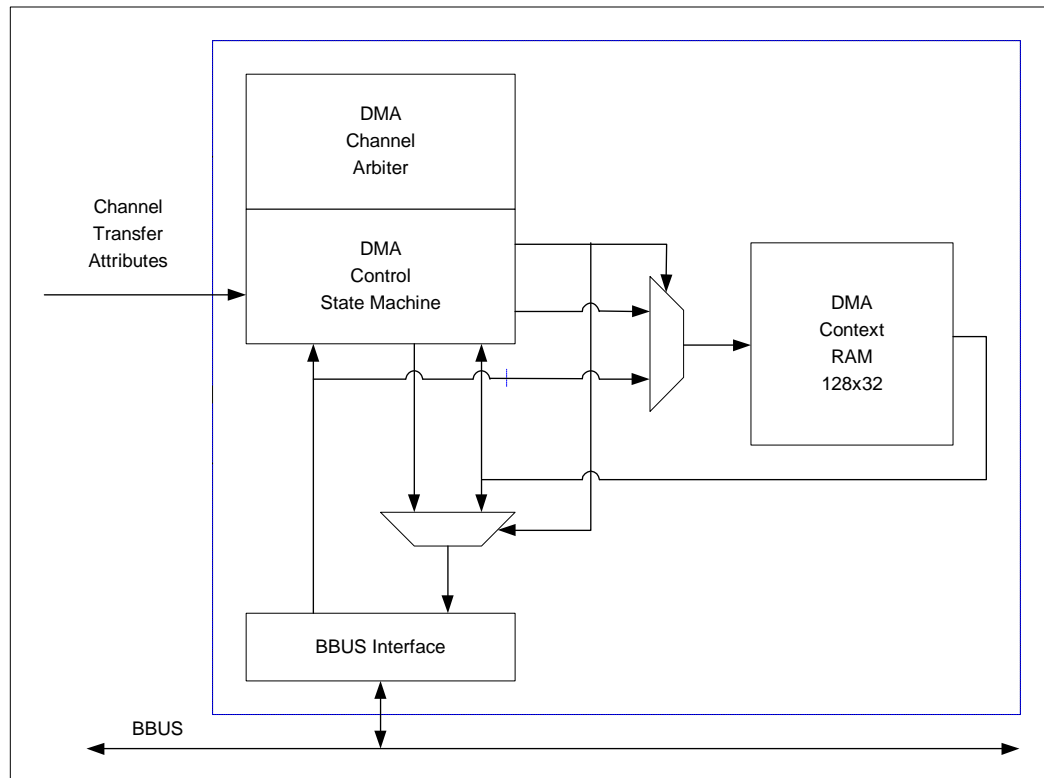 DMA
Channel
Arbiter
Channel
Transfer
Attributes
DMA
Control
State Machine
DMA
Context
RAM
128x32
BBUS Interface
BBUS